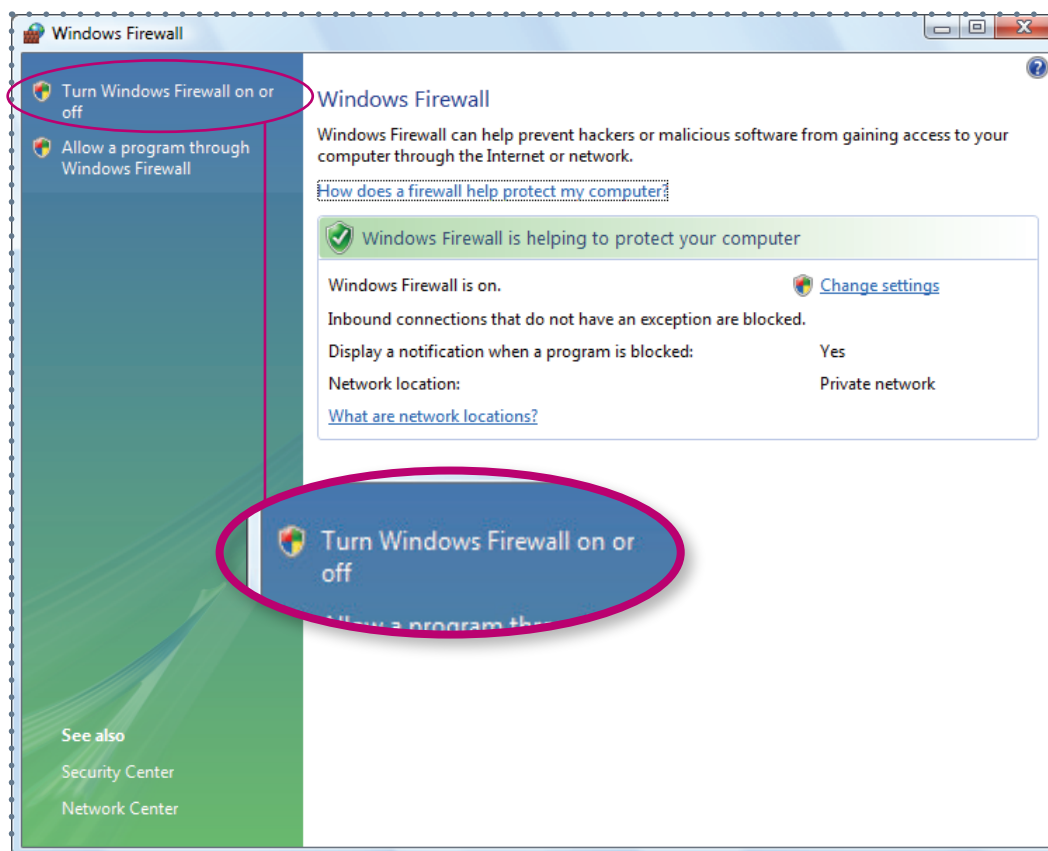 Windows Firewall
Turn Windows Firewall on or
off
Allow a program through
Windows Firewall
Windows Firewall
Windows Firewall can help prevent hackers or malicious software from gaining access to your
computer through the Internet or network.
How does a firewall help protect my computer?
Windows Firewall is helping to protect your computer
Windows Firewall is on.
Change settings
Inbound connections that do not have an exception are blocked.
Display a notification when a program is blocked: Yes
Network location: Private network
What are network locations?
Turn Windows Firewall on or
off
Allow a program thr
See also
Security Center
Network Center